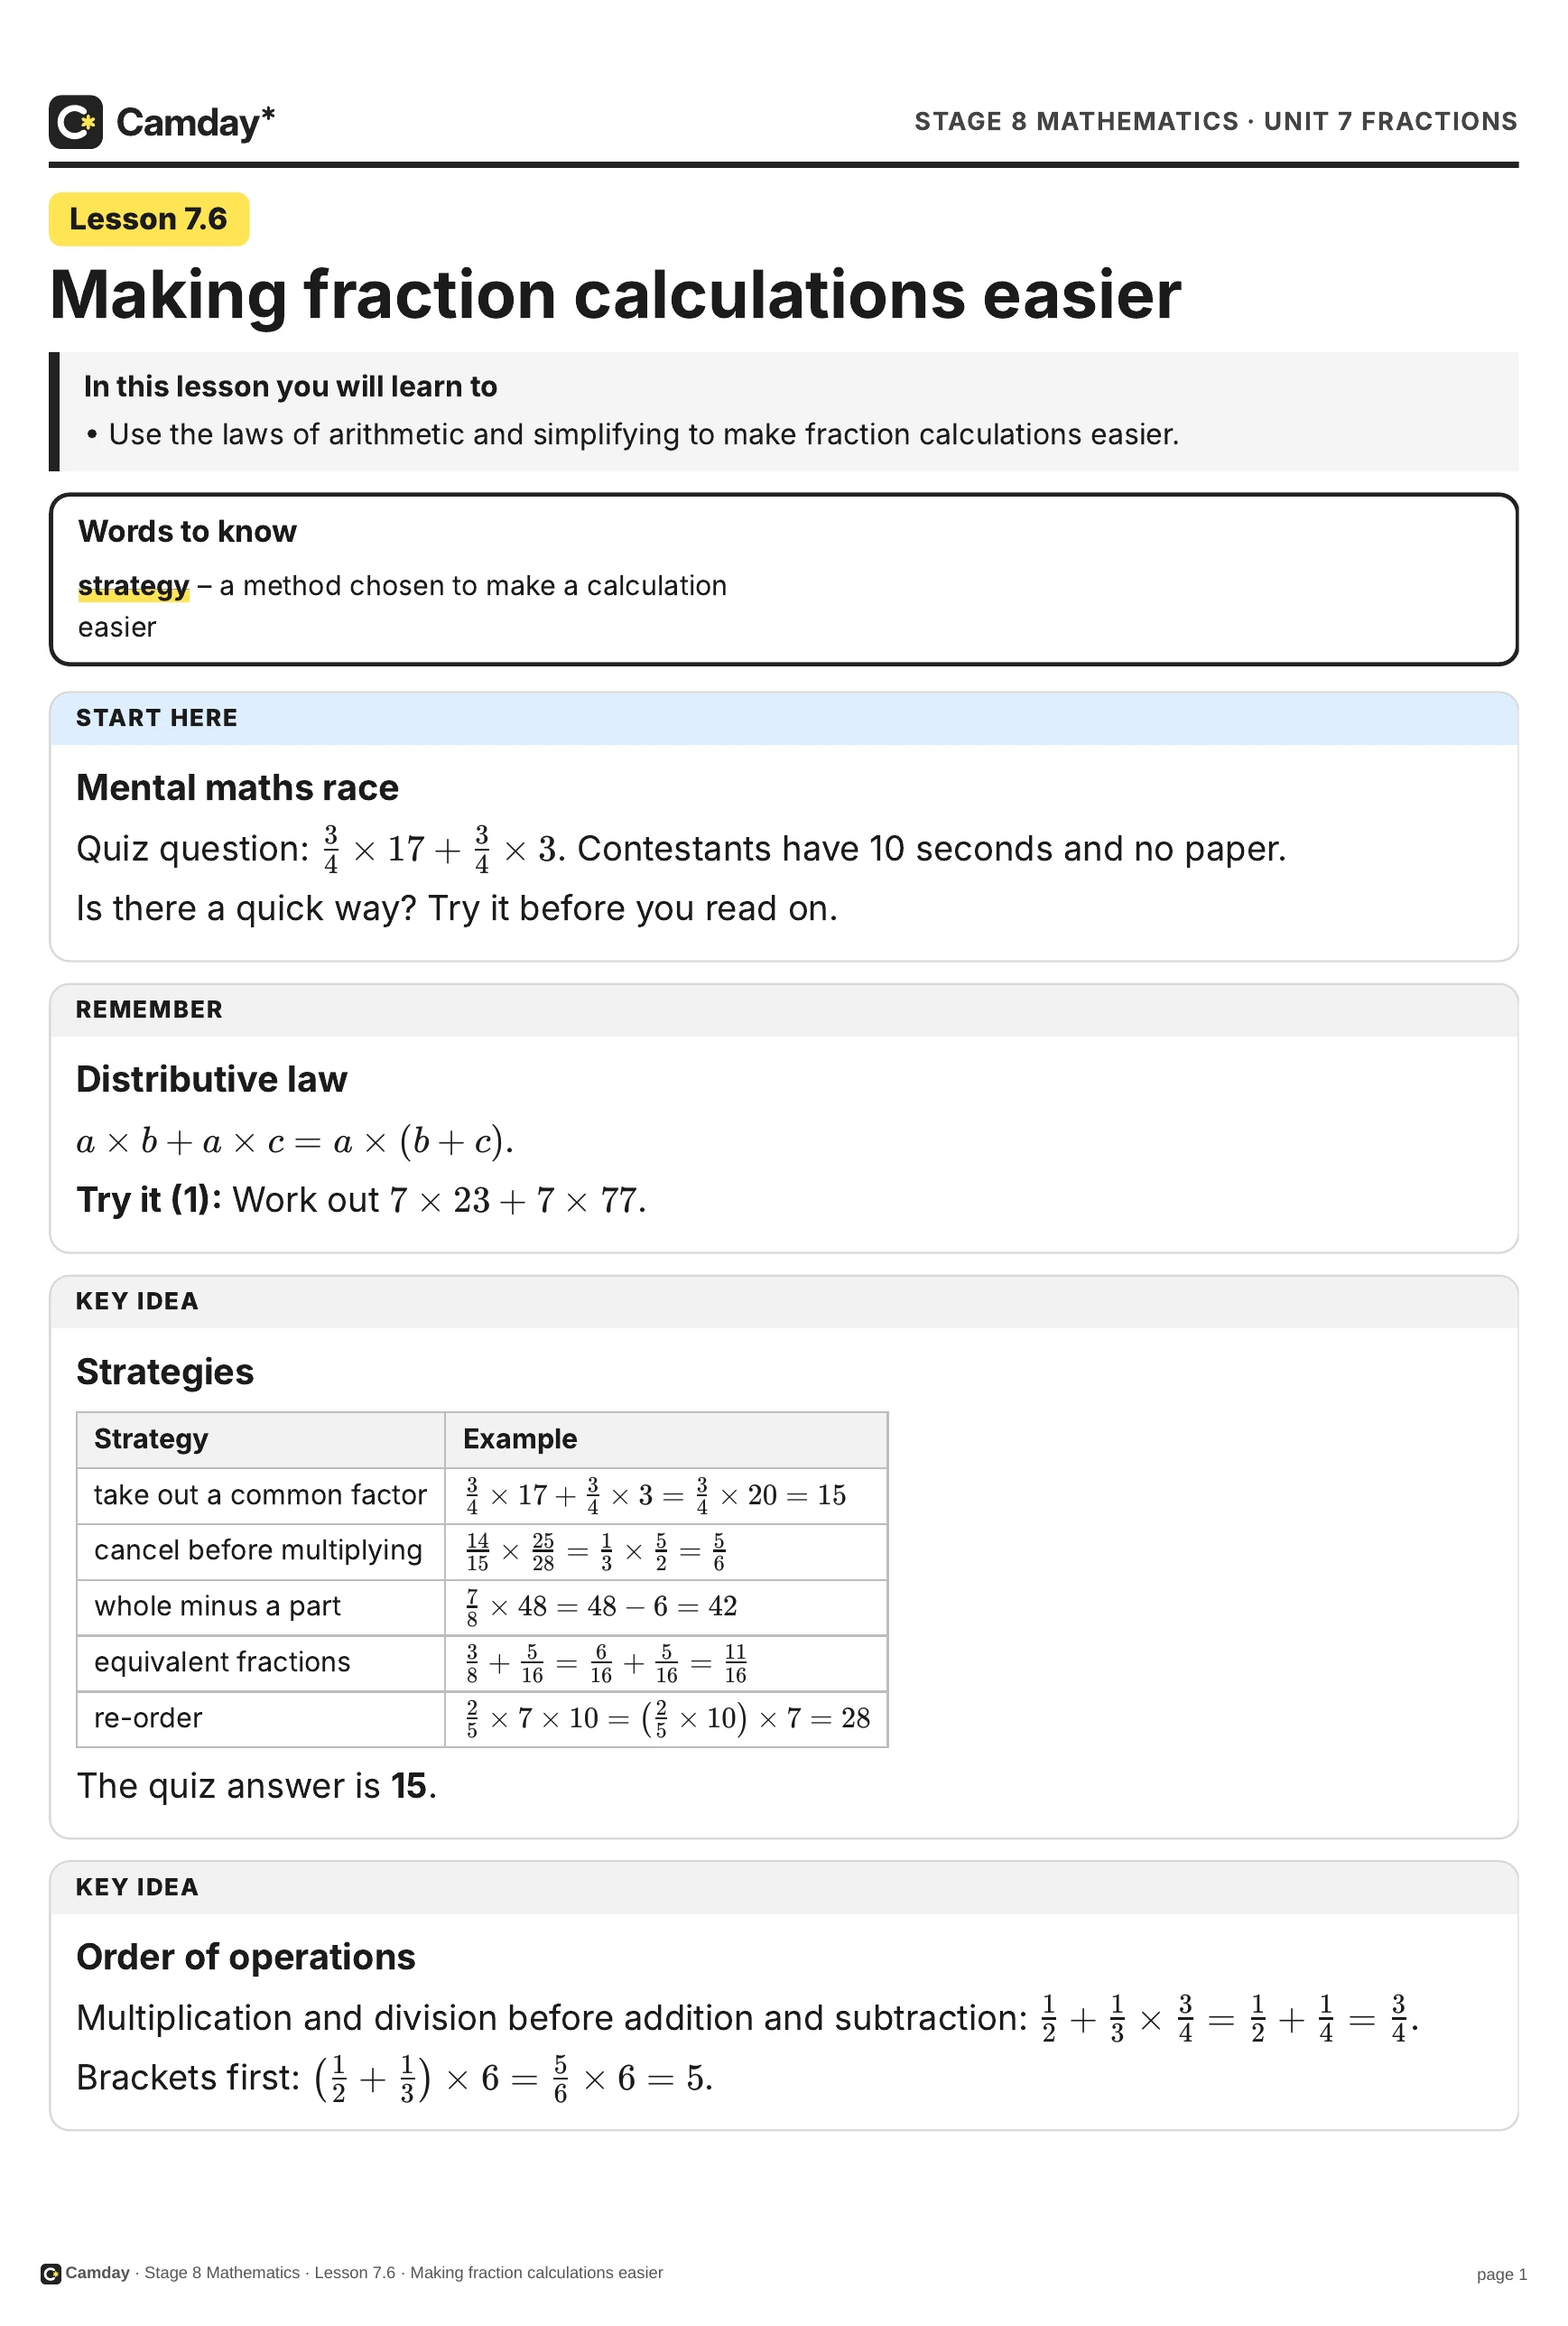 Camday*
STAGE 8 MATHEMATICS · UNIT 7 FRACTIONS
Lesson 7.6
Making fraction calculations easier
In this lesson you will learn to
• Use the laws of arithmetic and simplifying to make fraction calculations easier.
Words to know
strategy – a method chosen to make a calculation
easier
START HERE
Mental maths race
Quiz question: 3/4 × 17 + 3/4 × 3. Contestants have 10 seconds and no paper.
Is there a quick way? Try it before you read on.
REMEMBER
Distributive law
a × b + a × c = a × (b + c).
Try it (1): Work out 7 × 23 + 7 × 77.
KEY IDEA
Strategies
Strategy Example
take out a common factor 3/4 × 17 + 3/4 × 3 = 3/4 × 20 = 15
cancel before multiplying 14/15 × 25/28 = 1/3 × 5/2 = 5/6
whole minus a part 7/8 × 48 = 48 − 6 = 42
equivalent fractions 3/8 + 5/16 = 6/16 + 5/16 = 11/16
re-order 2/5 × 7 × 10 = (2/5 × 10) × 7 = 28
The quiz answer is 15.
KEY IDEA
Order of operations
Multiplication and division before addition and subtraction: 1/2 + 1/3 × 3/4 = 1/2 + 1/4 = 3/4.
Brackets first: (1/2 + 1/3) × 6 = 5/6 × 6 = 5.
Camday · Stage 8 Mathematics · Lesson 7.6 · Making fraction calculations easier
page 1